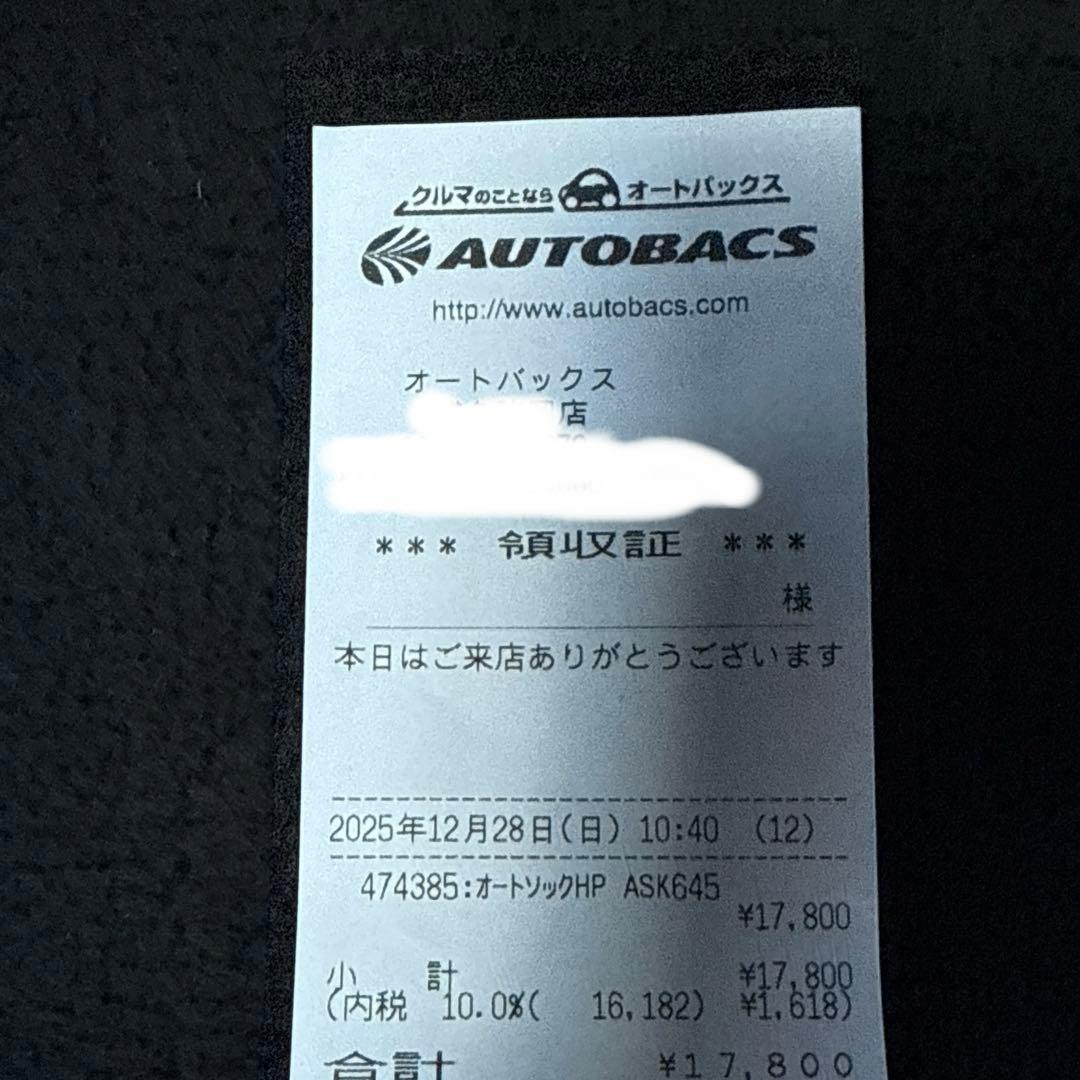 クルマのことなら オートバックス
AUTOBACS
http://www.autobacs.com
オートバックス
店
*** 領収証 ***
様
本日はご来店ありがとうございます
2025年12月28日(日) 10:40 (12)
474385:オートソックHP ASK645
¥17,800
小 計 ¥17,800
(内税 10.0%( 16,182) ¥1,618)
合計 ¥17,800